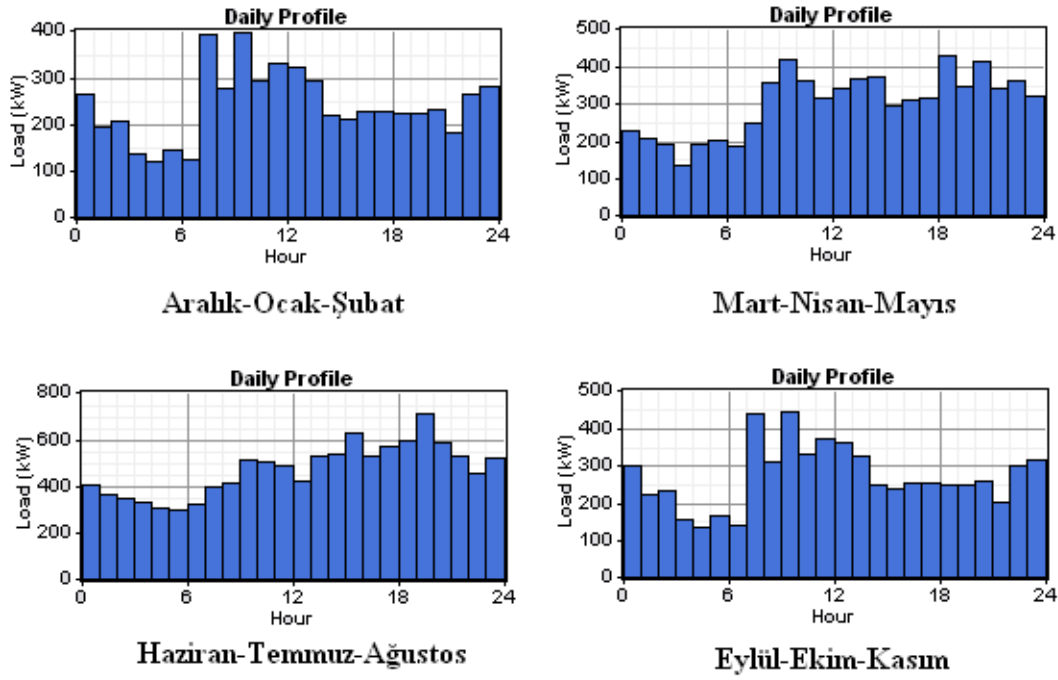 Daily Profile
Load (kW)
400
300
200
100
0
0 6 12 18 24
Hour
Aralık-Ocak-Şubat
Daily Profile
Load (kW)
500
400
300
200
100
0
0 6 12 18 24
Hour
Mart-Nisan-Mayıs
Daily Profile
Load (kW)
800
600
400
200
0
0 6 12 18 24
Hour
Haziran-Temmuz-Ağustos
Daily Profile
Load (kW)
500
400
300
200
100
0
0 6 12 18 24
Hour
Eylül-Ekim-Kasım